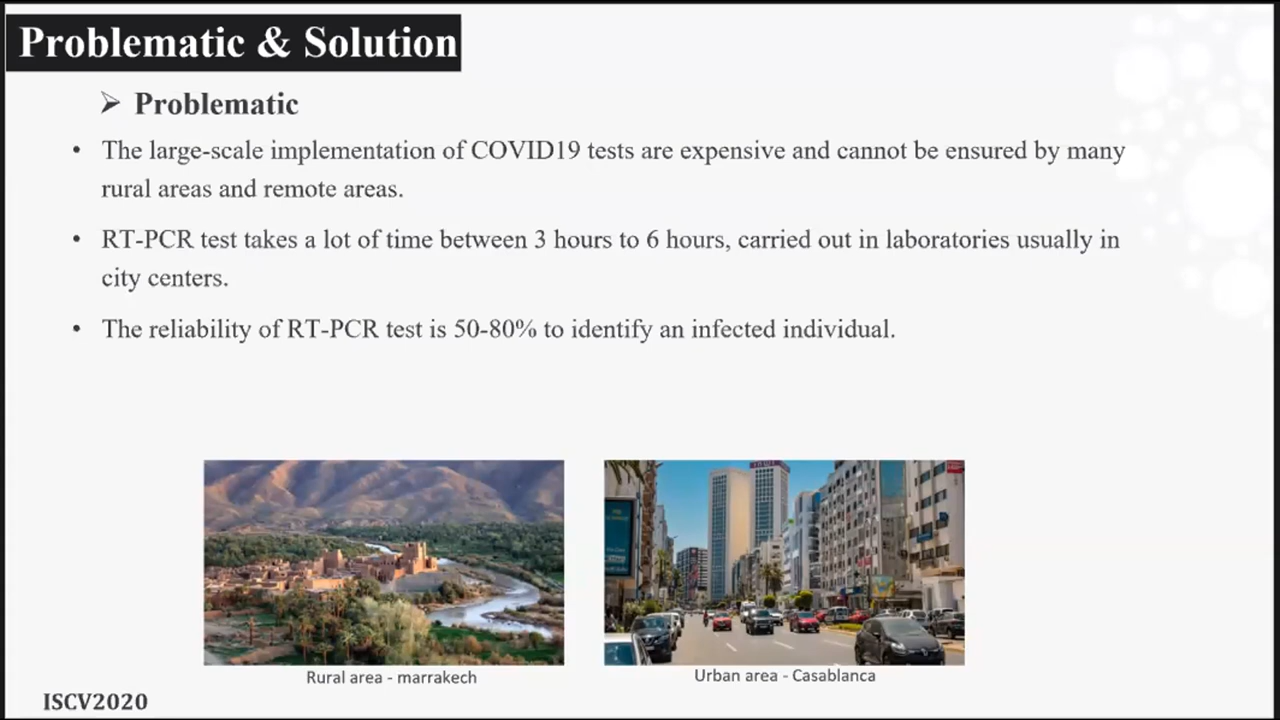 Problematic & Solution
➢ Problematic
• The large-scale implementation of COVID19 tests are expensive and cannot be ensured by many
rural areas and remote areas.
• RT-PCR test takes a lot of time between 3 hours to 6 hours, carried out in laboratories usually in
city centers.
• The reliability of RT-PCR test is 50-80% to identify an infected individual.
Rural area - marrakech
Urban area - Casablanca
ISCV2020